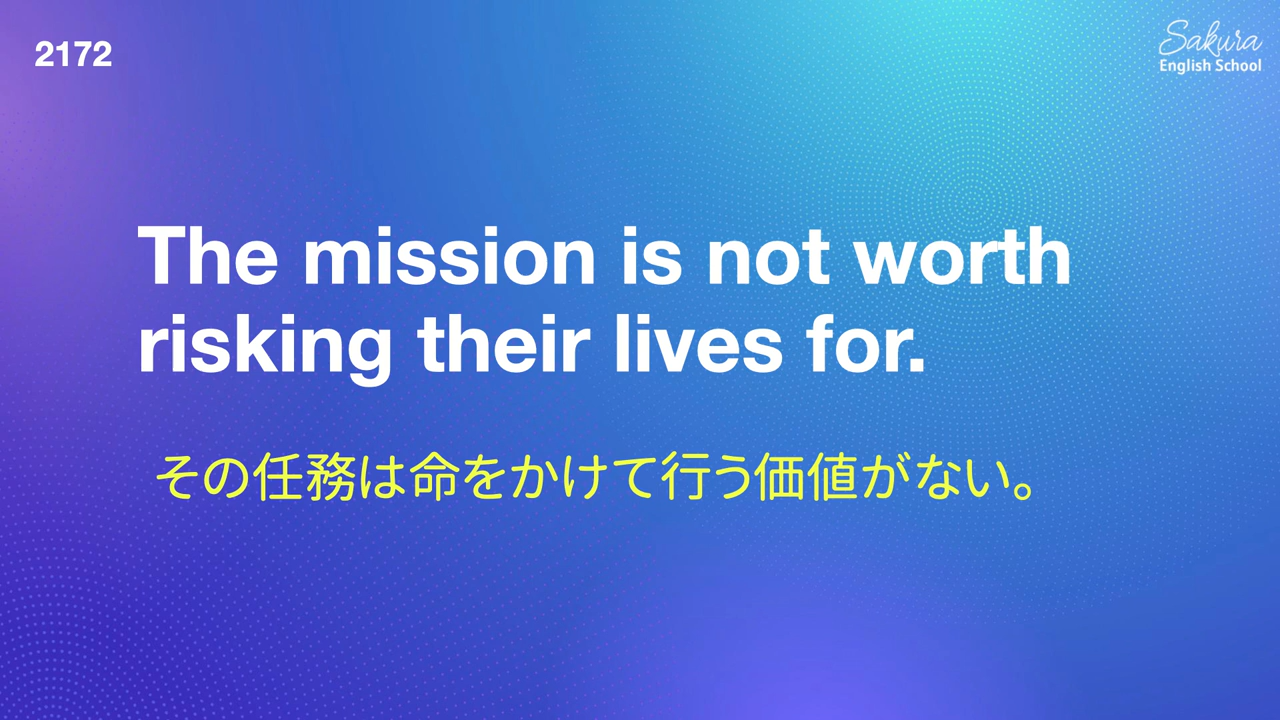 2172
Sakura
English School
The mission is not worth
risking their lives for.
その任務は命をかけて行う価値がない。